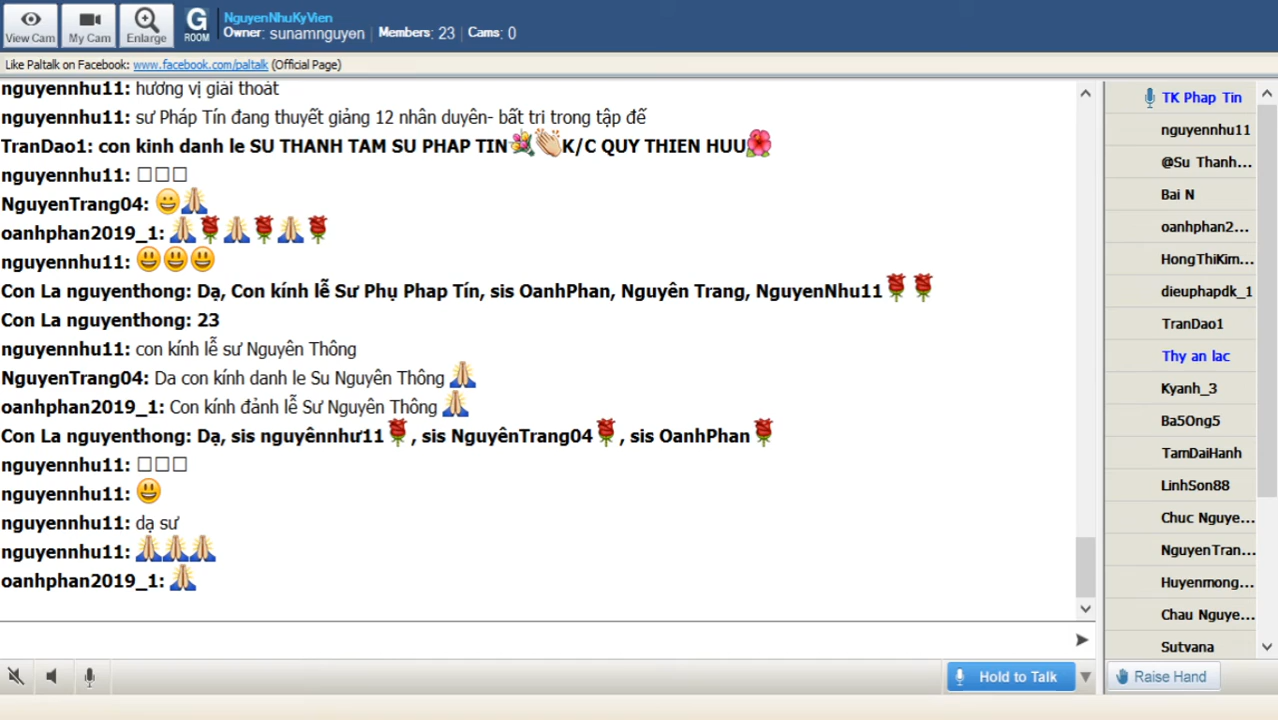 View Cam
My Cam
Enlarge
G
ROOM
NguyenNhuKyVien
Owner: sunamnguyen | Members: 23 | Cams: 0
Like Paltalk on Facebook: www.facebook.com/paltalk (Official Page)
nguyennhu11: hương vị giải thoát
nguyennhu11: sư Pháp Tín đang thuyết giảng 12 nhân duyên- bất tri trong tập đế
TranDao1: con kinh danh le SU THANH TAM SU PHAP TIN K/C QUY THIEN HUU
nguyennhu11: □□□
NguyenTrang04:
oanhphan2019_1:
nguyennhu11:
Con La nguyenthong: Dạ, Con kính lễ Sư Phụ Phap Tín, sis OanhPhan, Nguyên Trang, NguyenNhu11
Con La nguyenthong: 23
nguyennhu11: con kính lễ sư Nguyên Thông
NguyenTrang04: Da con kính danh le Su Nguyên Thông
oanhphan2019_1: Con kính đảnh lễ Sư Nguyên Thông
Con La nguyenthong: Dạ, sis nguyênnhư11 , sis NguyênTrang04 , sis OanhPhan
nguyennhu11: □□□
nguyennhu11:
nguyennhu11: dạ sư
nguyennhu11:
oanhphan2019_1:
TK Phap Tin
nguyennhu11
@Su Thanh...
Bai N
oanhphan2...
HongThiKim...
dieuphapdk_1
TranDao1
Thy an lac
Kyanh_3
Ba5Ong5
TamDaiHanh
LinhSon88
Chuc Nguye...
NguyenTran...
Huyenmong...
Chau Nguye...
Sutvana
Hold to Talk
Raise Hand